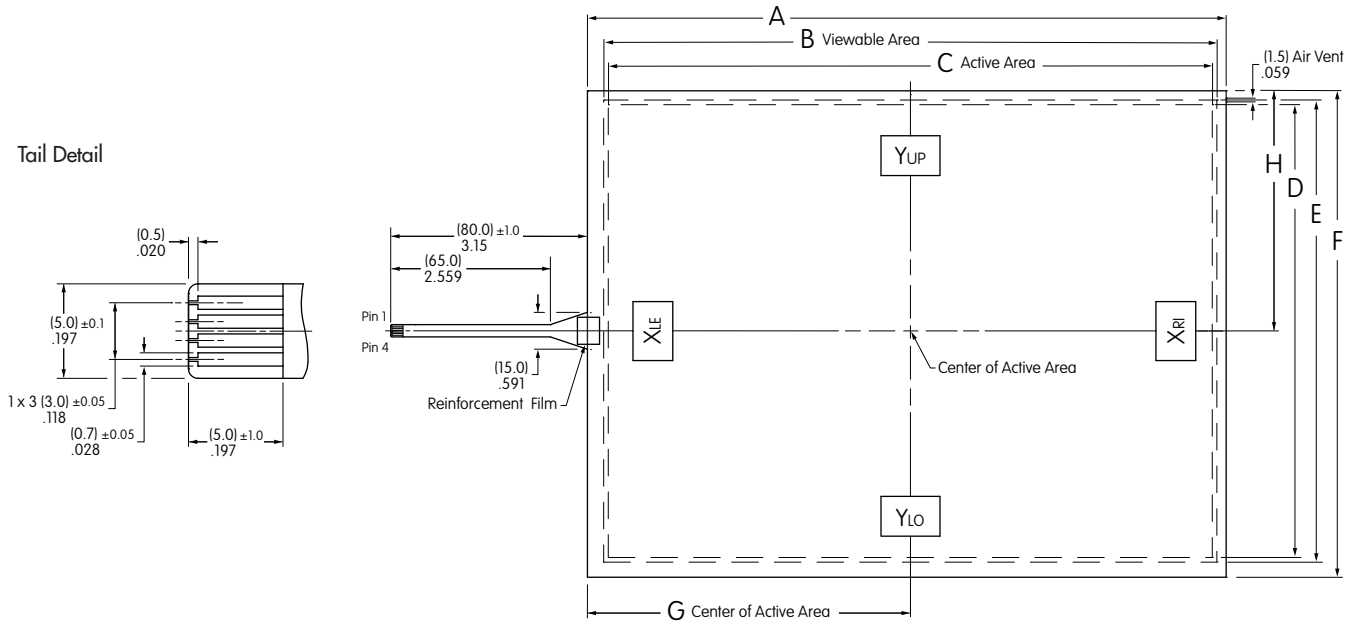 A
B Viewable Area
C Active Area
(1.5) Air Vent
.059
Tail Detail
H
D
E
F
YUP
(0.5)
.020
(80.0) ±1.0
3.15
(65.0)
2.559
(5.0) ±0.1
.197
Pin 1
Pin 4
XLE
XRI
Center of Active Area
(15.0)
.591
Reinforcement Film
1 x 3 (3.0) ±0.05
.118
(0.7) ±0.05
.028
(5.0) ±1.0
.197
YLO
G Center of Active Area